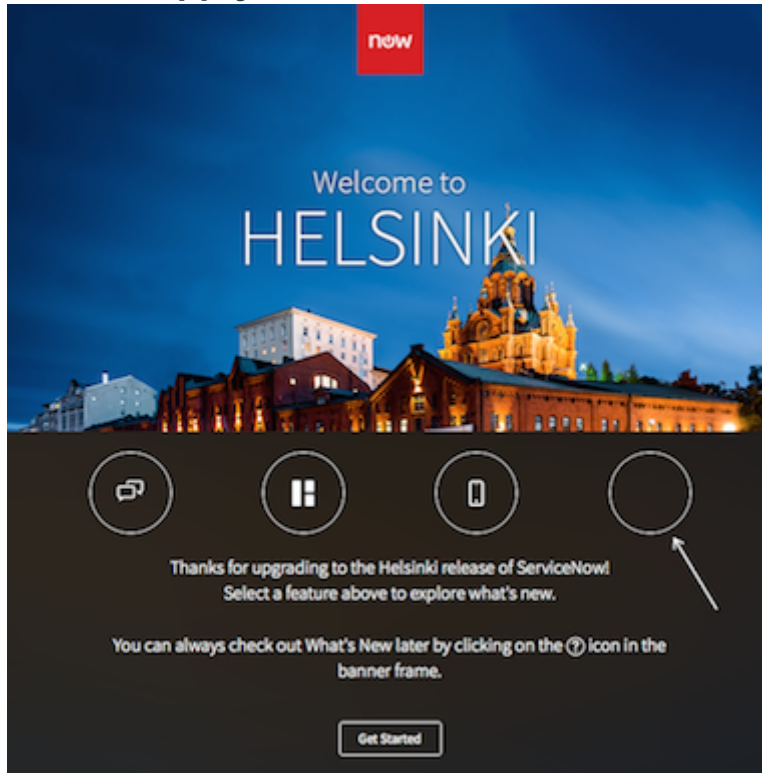 now
Welcome to
HELSINKI
Thanks for upgrading to the Helsinki release of ServiceNow!
Select a feature above to explore what's new.
You can always check out What's New later by clicking on the ? icon in the
banner frame.
Get Started